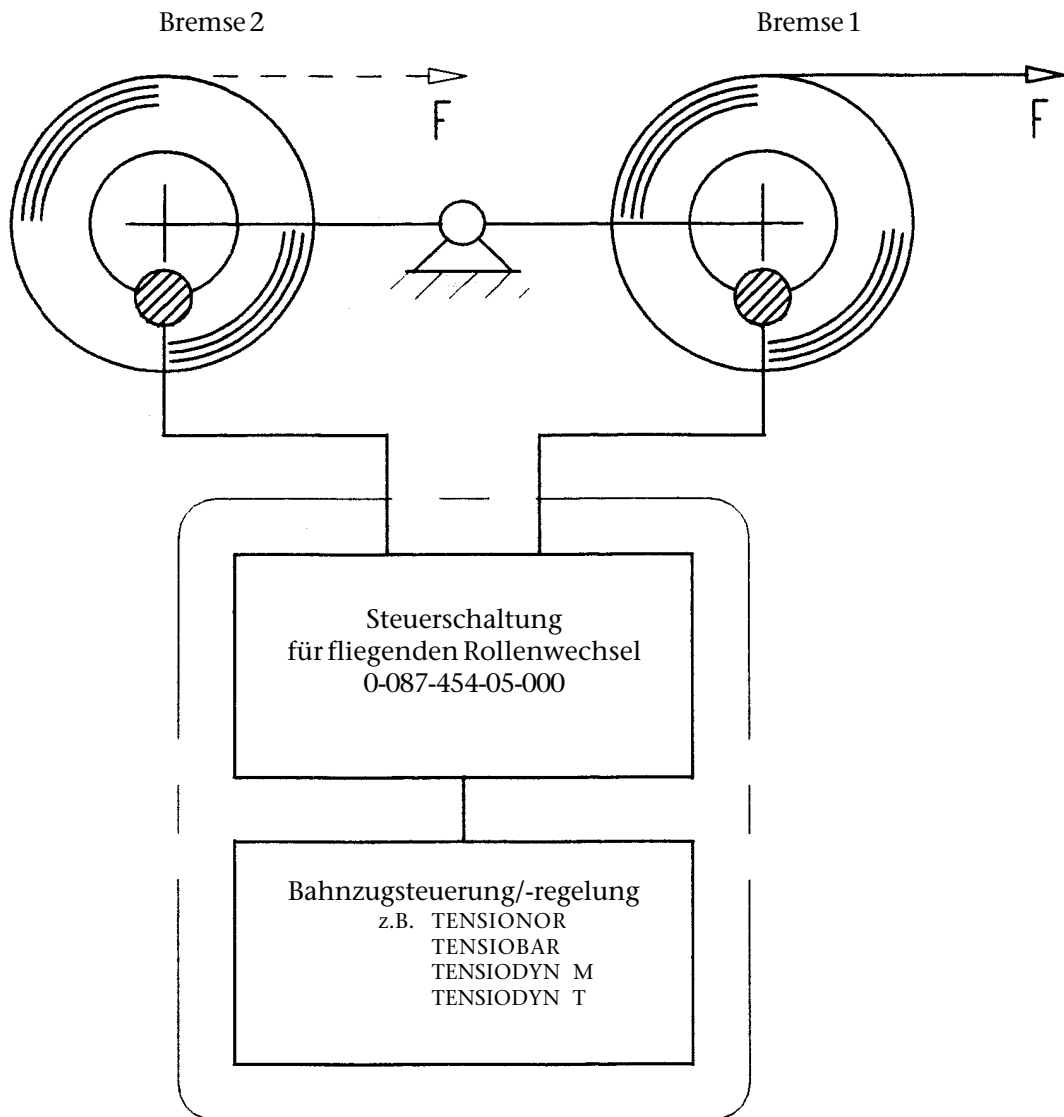 Bremse 2
Bremse 1
F
F
Steuerschaltung
für fliegenden Rollenwechsel
0-087-454-05-000
Bahnzugsteuerung/-regelung
z.B. TENSIONOR
TENSIOBAR
TENSIODYN M
TENSIODYN T